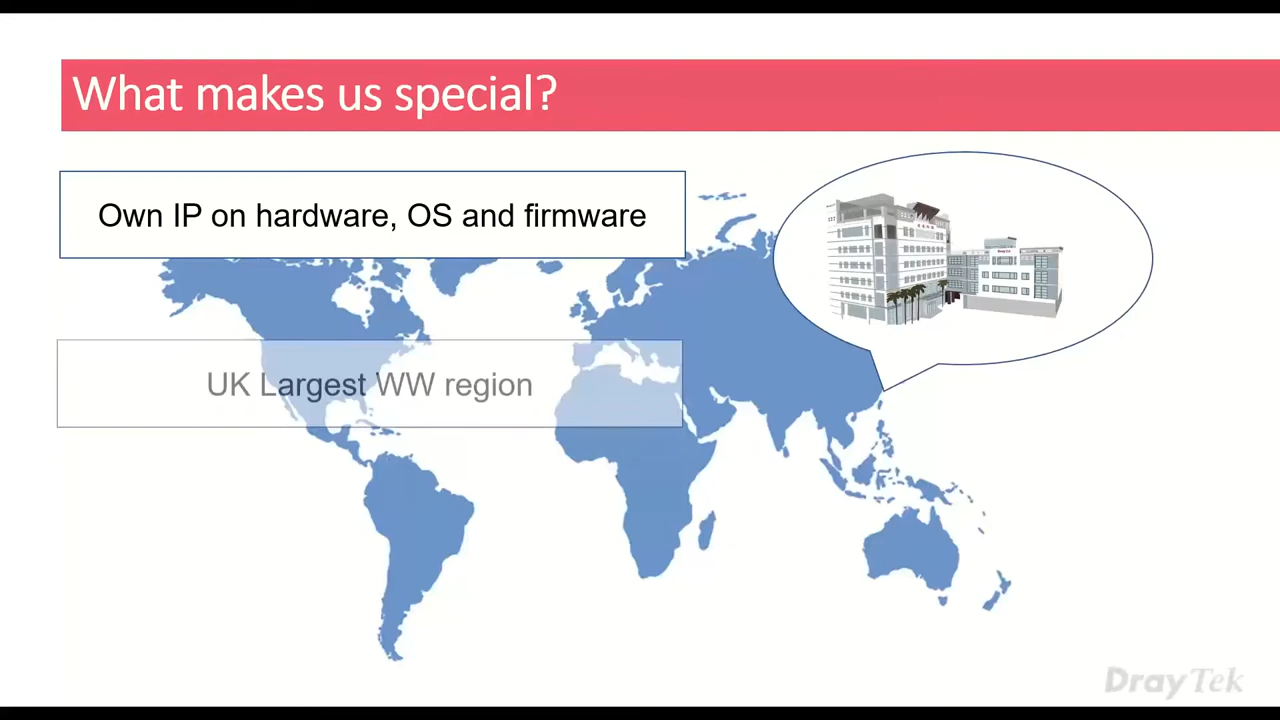 What makes us special?
Own IP on hardware, OS and firmware
UK Largest WW region
DrayTek